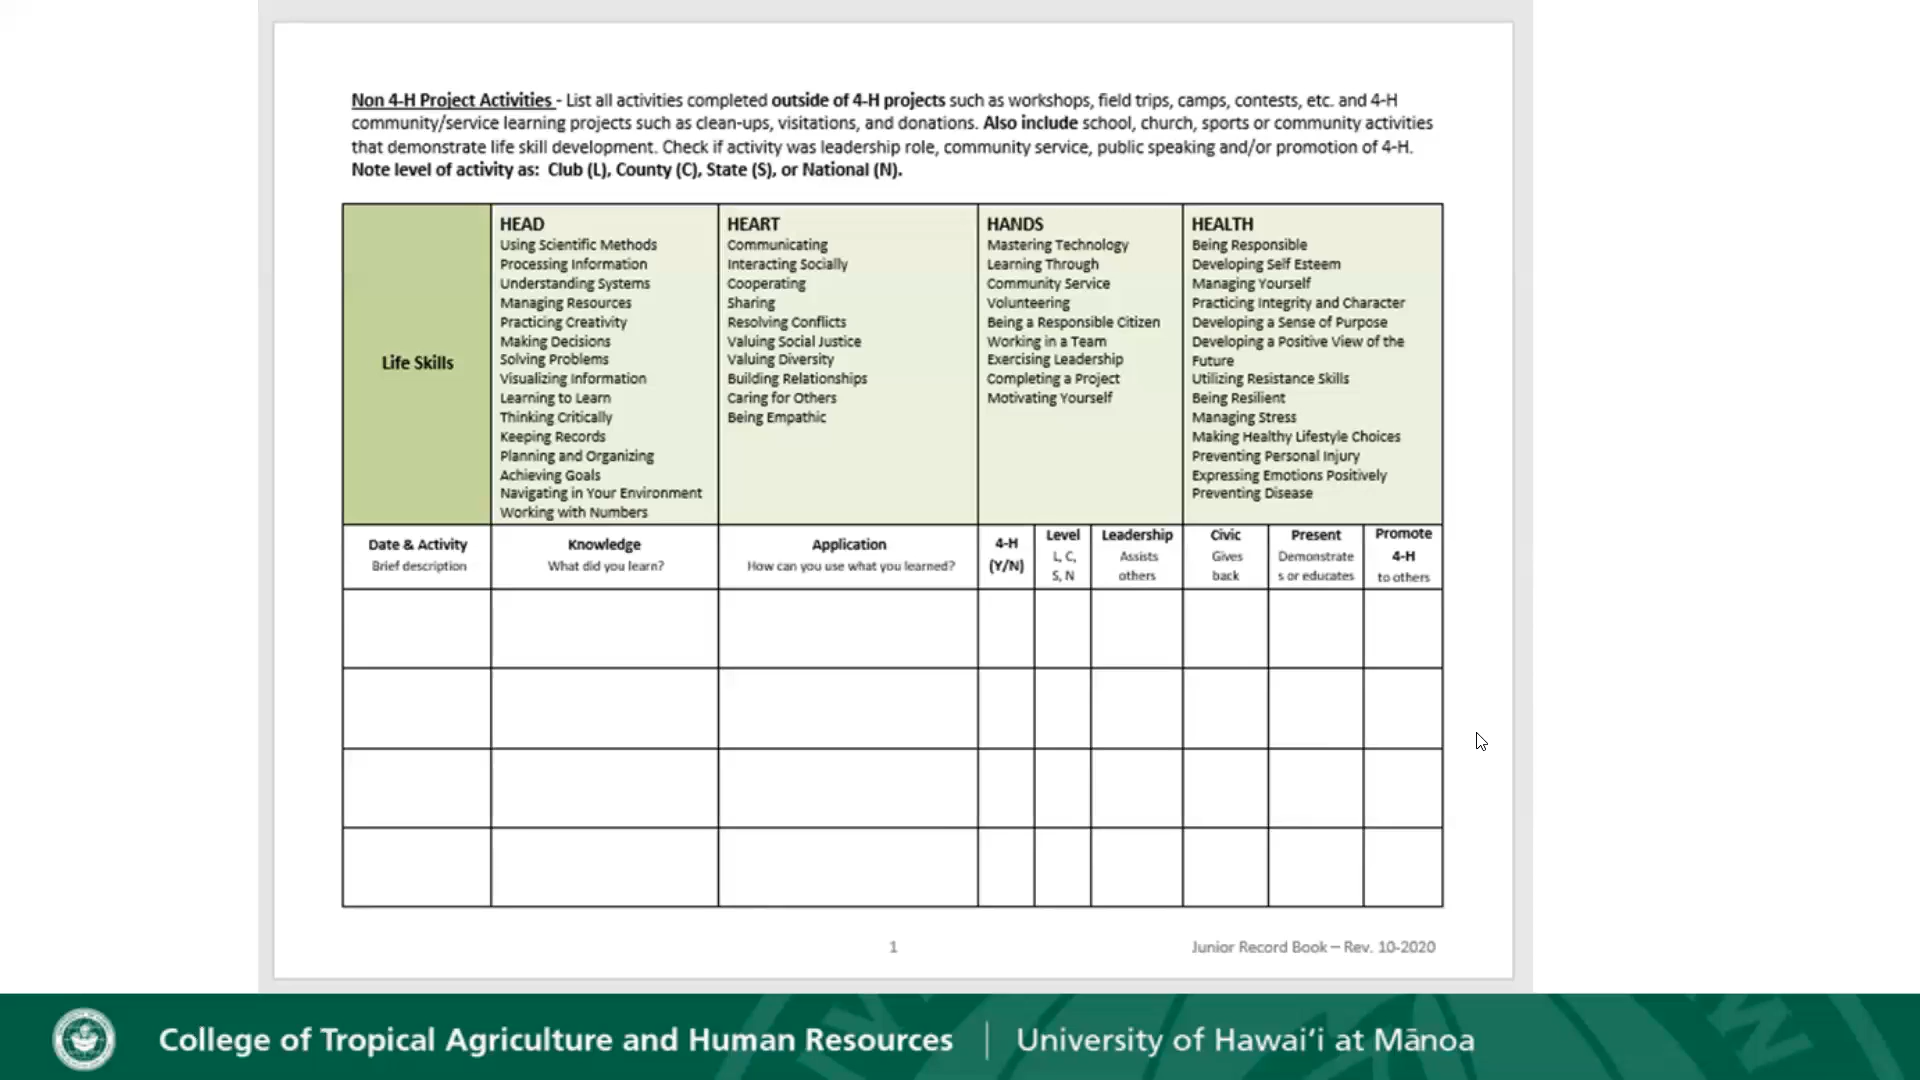 Non 4-H Project Activities - List all activities completed outside of 4-H projects such as workshops, field trips, camps, contests, etc. and 4-H
community/service learning projects such as clean-ups, visitations, and donations. Also include school, church, sports or community activities
that demonstrate life skill development. Check if activity was leadership role, community service, public speaking and/or promotion of 4-H.
Note level of activity as: Club (L), County (C), State (S), or National (N).
Life Skills
HEAD
Using Scientific Methods
Processing Information
Understanding Systems
Managing Resources
Practicing Creativity
Making Decisions
Solving Problems
Visualizing Information
Learning to Learn
Thinking Critically
Keeping Records
Planning and Organizing
Achieving Goals
Navigating in Your Environment
Working with Numbers
HEART
Communicating
Interacting Socially
Cooperating
Sharing
Resolving Conflicts
Valuing Social Justice
Valuing Diversity
Building Relationships
Caring for Others
Being Empathic
HANDS
Mastering Technology
Learning Through
Community Service
Volunteering
Being a Responsible Citizen
Working in a Team
Exercising Leadership
Completing a Project
Motivating Yourself
HEALTH
Being Responsible
Developing Self Esteem
Managing Yourself
Practicing Integrity and Character
Developing a Sense of Purpose
Developing a Positive View of the
Future
Utilizing Resistance Skills
Being Resilient
Managing Stress
Making Healthy Lifestyle Choices
Preventing Personal Injury
Expressing Emotions Positively
Preventing Disease
Date & Activity
Brief description
Knowledge
What did you learn?
Application
How can you use what you learned?
4-H
(Y/N)
Level
L, C,
S, N
Leadership
Assists
others
Civic
Gives
back
Present
Demonstrate
s or educates
Promote
4-H
to others
1
Junior Record Book – Rev. 10-2020
College of Tropical Agriculture and Human Resources
University of Hawaiʻi at Mānoa